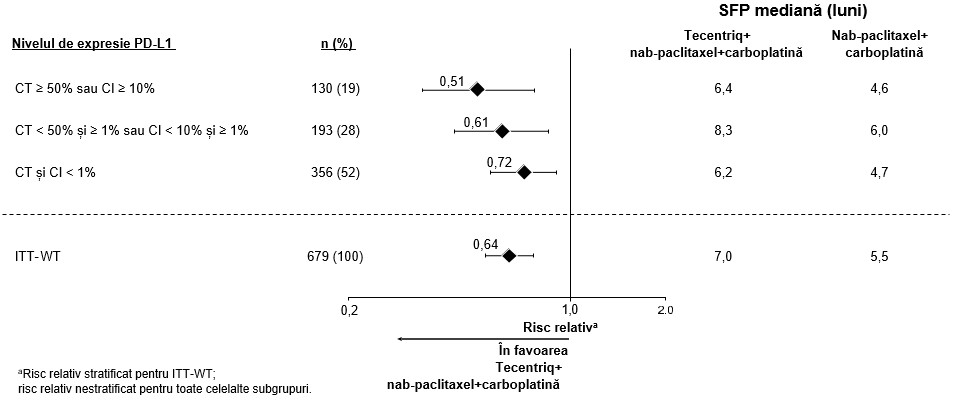 SFP mediană (luni)
Nivelul de expresie PD-L1 n (%) Tecentriq+ Nab-paclitaxel+
nab-paclitaxel+carboplatină carboplatină
CT ≥ 50% sau CI ≥ 10% 130 (19) 0,51 6,4 4,6
CT < 50% și ≥ 1% sau CI < 10% și ≥ 1% 193 (28) 0,61 8,3 6,0
CT și CI < 1% 356 (52) 0,72 6,2 4,7
ITT-WT 679 (100) 0,64 7,0 5,5
0,2 1,0 2.0
Risc relativᵃ
În favoarea
Tecentriq+
nab-paclitaxel+carboplatină
ᵃRisc relativ stratificat pentru ITT-WT;
risc relativ nestratificat pentru toate celelalte subgrupuri.